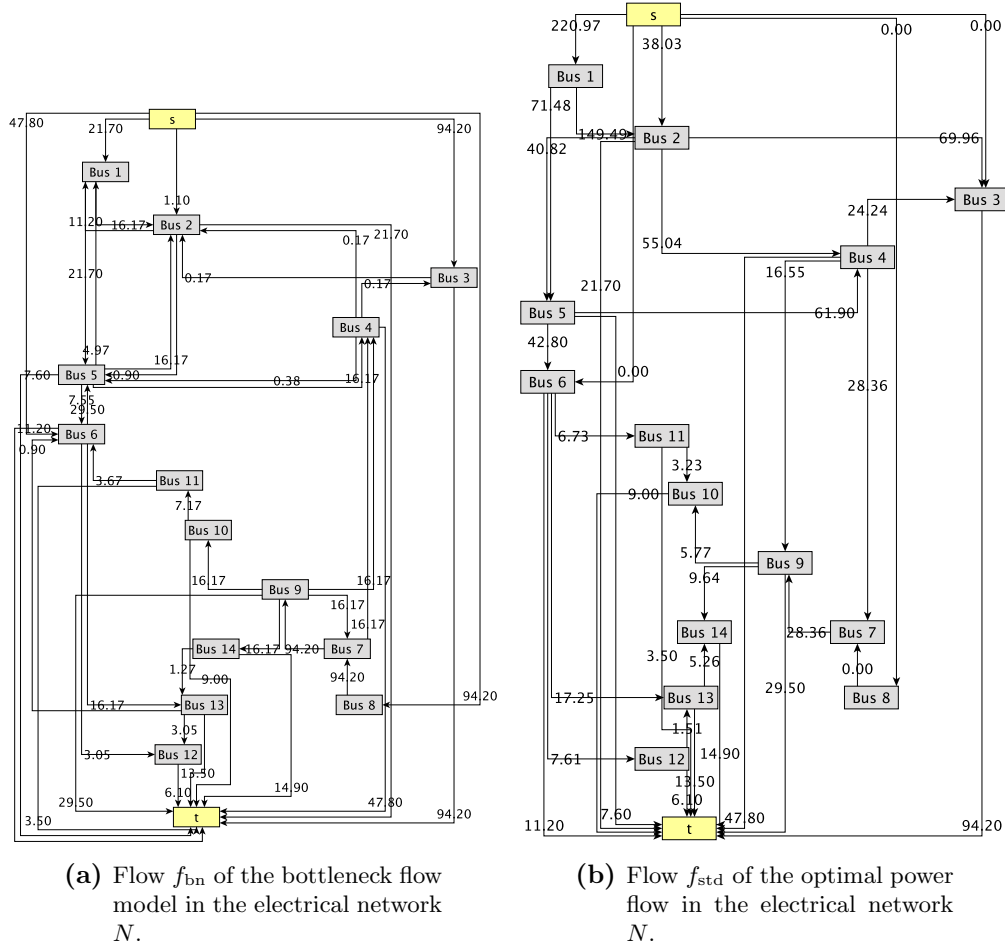 s
220.97
0.00
0.00
38.03
Bus 1
71.48
149.49
Bus 2
40.82
69.96
Bus 3
24.24
55.04
Bus 4
16.55
21.70
Bus 5
61.90
42.80
0.00
Bus 6
28.36
6.73
Bus 11
3.23
9.00
Bus 10
5.77
Bus 9
9.64
Bus 14
28.36
Bus 7
3.50
5.26
0.00
29.50
17.25
Bus 13
Bus 8
1.51
14.90
7.61
Bus 12
13.50
6.10
11.20
7.60
47.80
94.20
t
s
47.80
21.70
94.20
Bus 1
1.10
11.20
16.17
Bus 2
21.70
0.17
21.70
0.17
0.17
Bus 3
Bus 4
4.97
16.17
7.60
Bus 5
0.90
0.38
16.17
7.55
29.50
11.20
Bus 6
0.90
3.67
Bus 11
7.17
Bus 10
16.17
Bus 9
16.17
16.17
Bus 14
16.17
94.20
Bus 7
1.27
9.00
94.20
94.20
16.17
Bus 13
Bus 8
3.05
3.05
Bus 12
13.50
6.10
14.90
29.50
47.80
3.50
t
94.20
(a) Flow f_bn of the bottleneck flow
model in the electrical network
N.
(b) Flow f_std of the optimal power
flow in the electrical network
N.